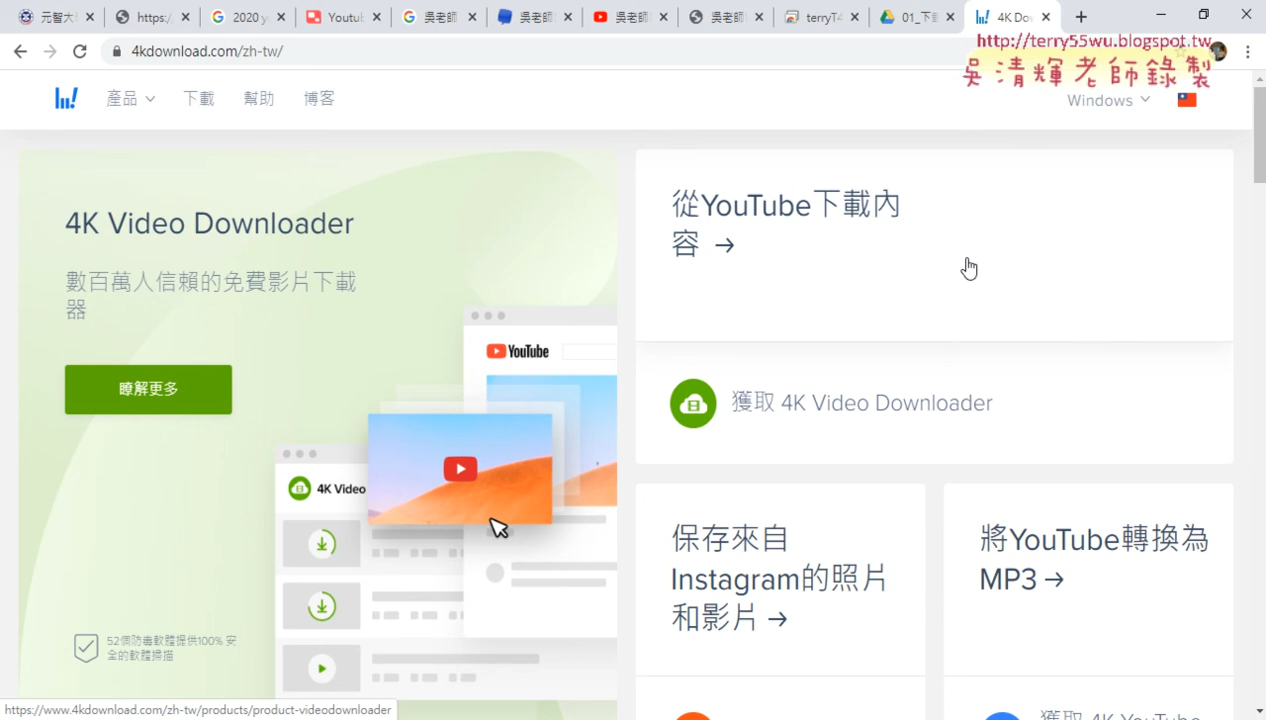 元智大
https:/
2020 y
Youtu
吳老師
吳老師
吳老師
吳老師
terryT4
01_下載
4K Do
4kdownload.com/zh-tw/
http://terry55wu.blogspot.tw
吳清輝老師錄製
產品
下載
幫助
博客
Windows
4K Video Downloader
數百萬人信賴的免費影片下載
器
瞭解更多
YouTube
4K Video
52個防毒軟體提供100% 安
全的軟體掃描
從YouTube下載內
容 →
獲取 4K Video Downloader
保存來自
Instagram的照片
和影片 →
將YouTube轉換為
MP3 →
獲取 4K YouTube
https://www.4kdownload.com/zh-tw/products/product-videodownloader